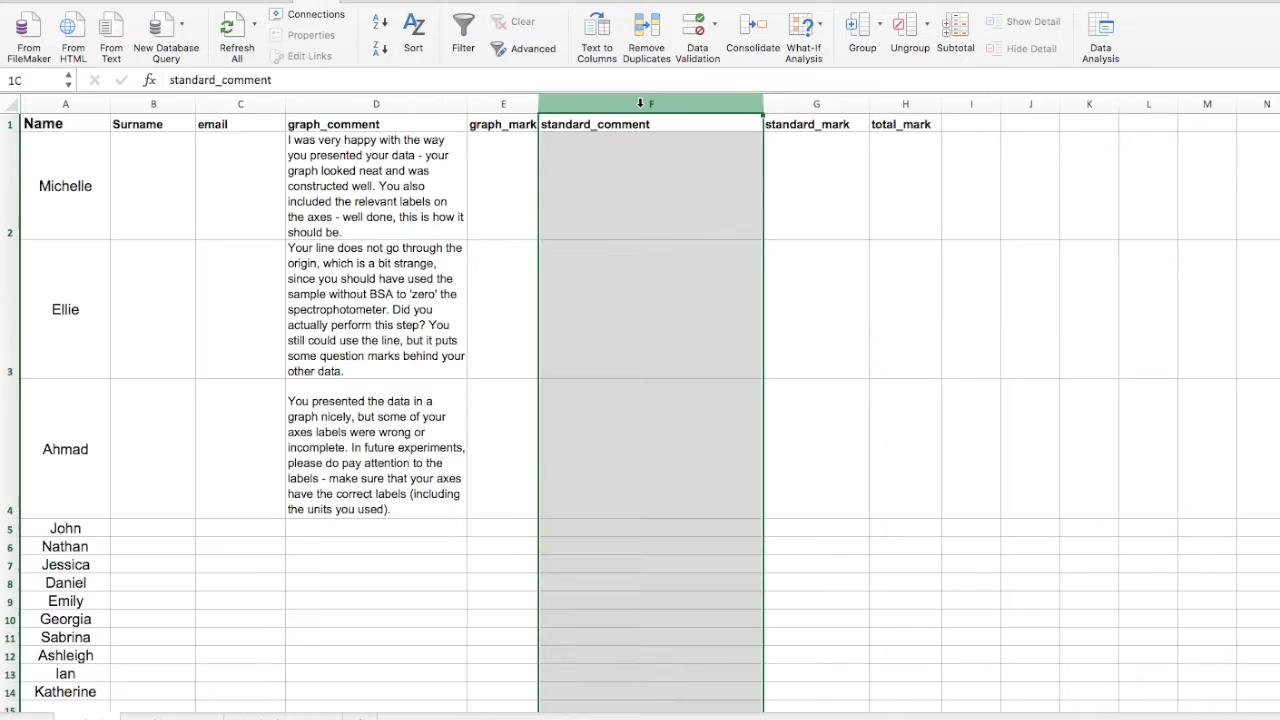 Connections
Properties
Edit Links
Clear
Advanced
Show Detail
Hide Detail
From FileMaker
From HTML
From Text
New Database Query
Refresh All
Sort
Filter
Text to Columns
Remove Duplicates
Data Validation
Consolidate
What-If Analysis
Group
Ungroup
Subtotal
Data Analysis
1C
fx
standard_comment
A B C D E F G H I J K L M N
1 Name Surname email graph_comment graph_mark standard_comment standard_mark total_mark
Michelle
I was very happy with the way
you presented your data - your
graph looked neat and was
constructed well. You also
included the relevant labels on
the axes - well done, this is how it
should be.
2
Ellie
Your line does not go through the
origin, which is a bit strange,
since you should have used the
sample without BSA to 'zero' the
spectrophotometer. Did you
actually perform this step? You
still could use the line, but it puts
some question marks behind your
other data.
3
Ahmad
You presented the data in a
graph nicely, but some of your
axes labels were wrong or
incomplete. In future experiments,
please do pay attention to the
labels - make sure that your axes
have the correct labels (including
the units you used).
4
5 John
6 Nathan
7 Jessica
8 Daniel
9 Emily
10 Georgia
11 Sabrina
12 Ashleigh
13 Ian
14 Katherine
15